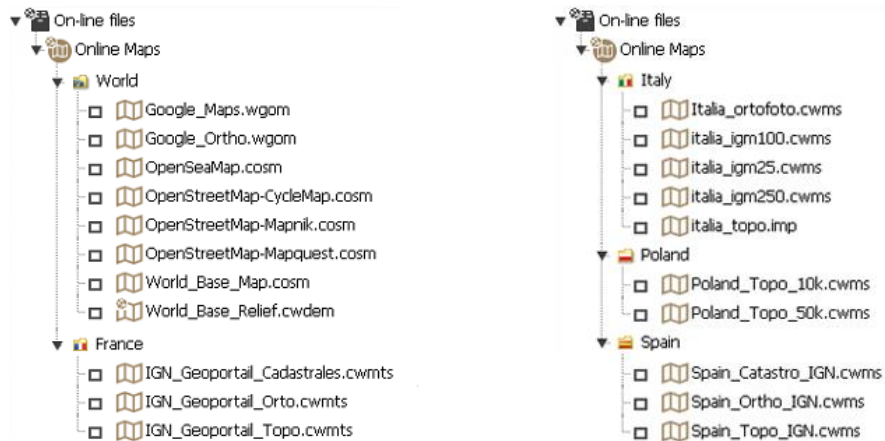 On-line files
Online Maps
World
Google_Maps.wgom
Google_Ortho.wgom
OpenSeaMap.cosm
OpenStreetMap-CycleMap.cosm
OpenStreetMap-Mapnik.cosm
OpenStreetMap-Mapquest.cosm
World_Base_Map.cosm
World_Base_Relief.cwdem
France
IGN_Geoportail_Cadastrales.cwmts
IGN_Geoportail_Orto.cwmts
IGN_Geoportail_Topo.cwmts
On-line files
Online Maps
Italy
Italia_ortofoto.cwms
italia_igm100.cwms
italia_igm25.cwms
italia_igm250.cwms
italia_topo.imp
Poland
Poland_Topo_10k.cwms
Poland_Topo_50k.cwms
Spain
Spain_Catastro_IGN.cwms
Spain_Ortho_IGN.cwms
Spain_Topo_IGN.cwms